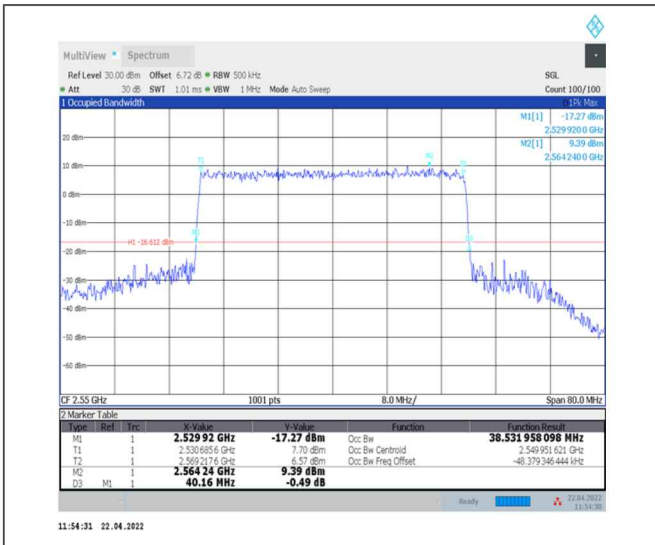 MultiView Spectrum
Ref Level 30.00 dBm Offset 6.72 dB RBW 500 kHz SGL
Att 30 dB SWT 1.01 ms VBW 1 MHz Mode Auto Sweep Count 100/100
1 Occupied Bandwidth 1Pk Max
M1[1] -17.27 dBm
2.5299200 GHz
M2[1] 9.39 dBm
2.5642400 GHz
20 dBm
10 dBm
0 dBm
-10 dBm
H1 -16.612 dBm
-20 dBm
-30 dBm
-40 dBm
-50 dBm
-60 dBm
T1
M2
M1
CF 2.55 GHz 1001 pts 8.0 MHz/ Span 80.0 MHz
2 Marker Table
Type Ref Trc X-Value Y-Value Function Function Result
M1 1 2.529 92 GHz -17.27 dBm Occ Bw 38.531 958 098 MHz
T1 1 2.530 685 6 GHz 7.70 dBm Occ Bw Centroid 2.549 951 621 GHz
T2 1 2.569 217 6 GHz 6.57 dBm Occ Bw Freq Offset -48.379 346 444 kHz
M2 1 2.564 24 GHz 9.39 dBm
D3 M1 1 40.16 MHz -0.49 dB
Ready 22.04.2022
11:54:30
11:54:31 22.04.2022